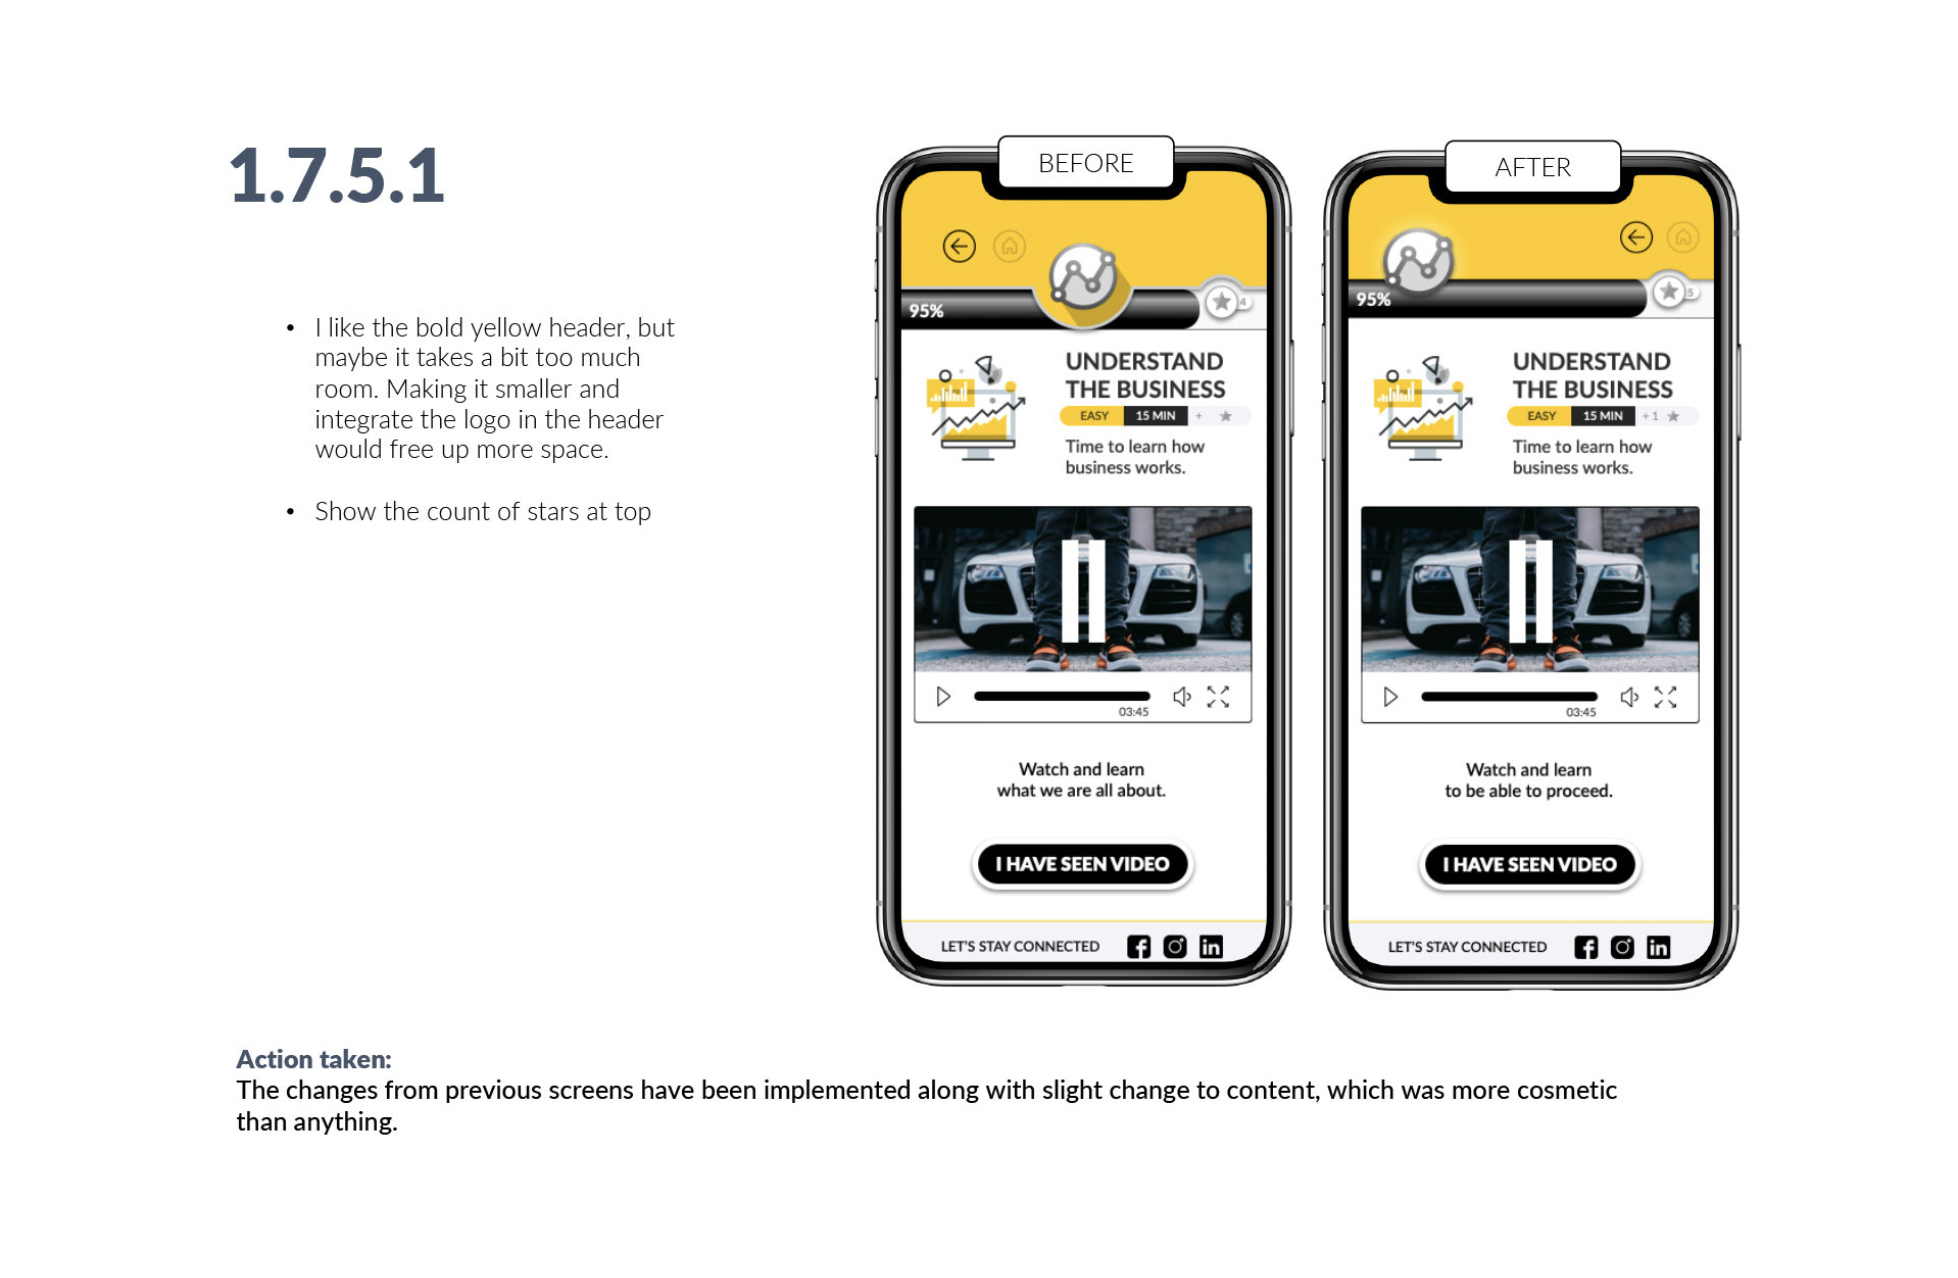 1.7.5.1
• I like the bold yellow header, but
maybe it takes a bit too much
room. Making it smaller and
integrate the logo in the header
would free up more space.
• Show the count of stars at top
BEFORE
95%
4
UNDERSTAND
THE BUSINESS
EASY 15 MIN +
Time to learn how
business works.
03:45
Watch and learn
what we are all about.
I HAVE SEEN VIDEO
LET'S STAY CONNECTED
AFTER
95%
5
UNDERSTAND
THE BUSINESS
EASY 15 MIN +1
Time to learn how
business works.
03:45
Watch and learn
to be able to proceed.
I HAVE SEEN VIDEO
LET'S STAY CONNECTED
Action taken:
The changes from previous screens have been implemented along with slight change to content, which was more cosmetic
than anything.